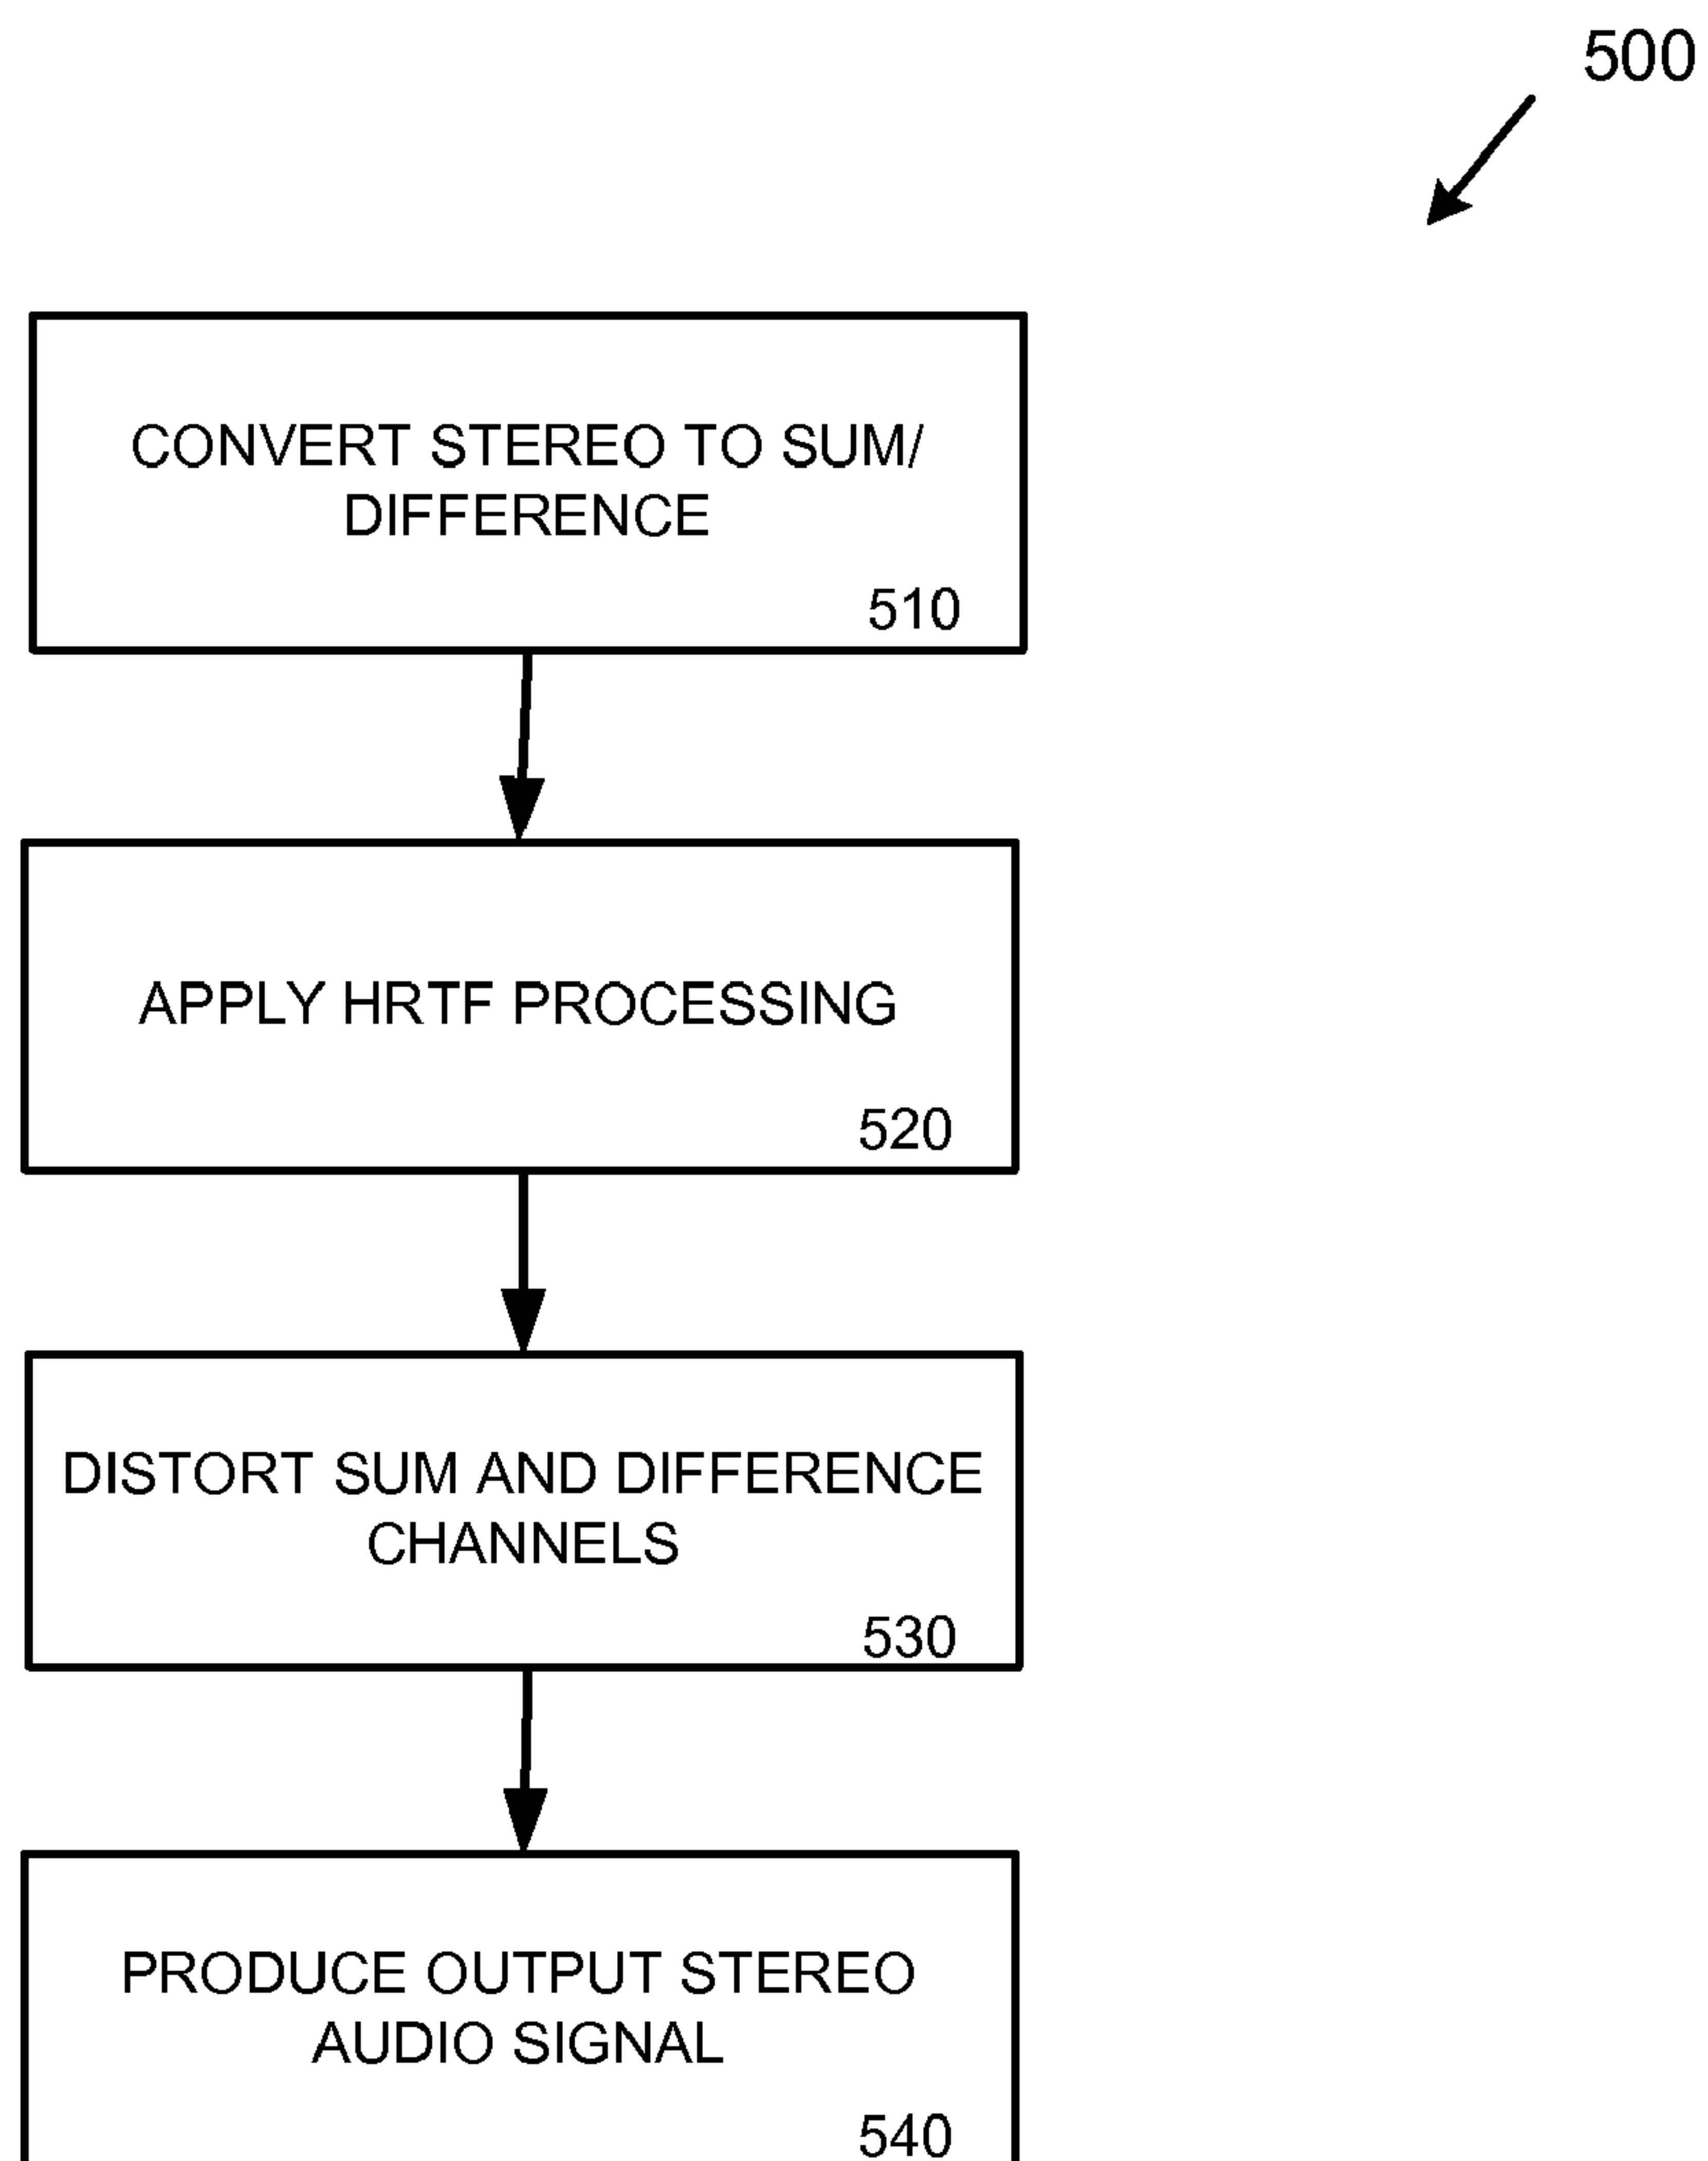 500
CONVERT STEREO TO SUM/
DIFFERENCE
510
APPLY HRTF PROCESSING
520
DISTORT SUM AND DIFFERENCE
CHANNELS
530
PRODUCE OUTPUT STEREO
AUDIO SIGNAL
540